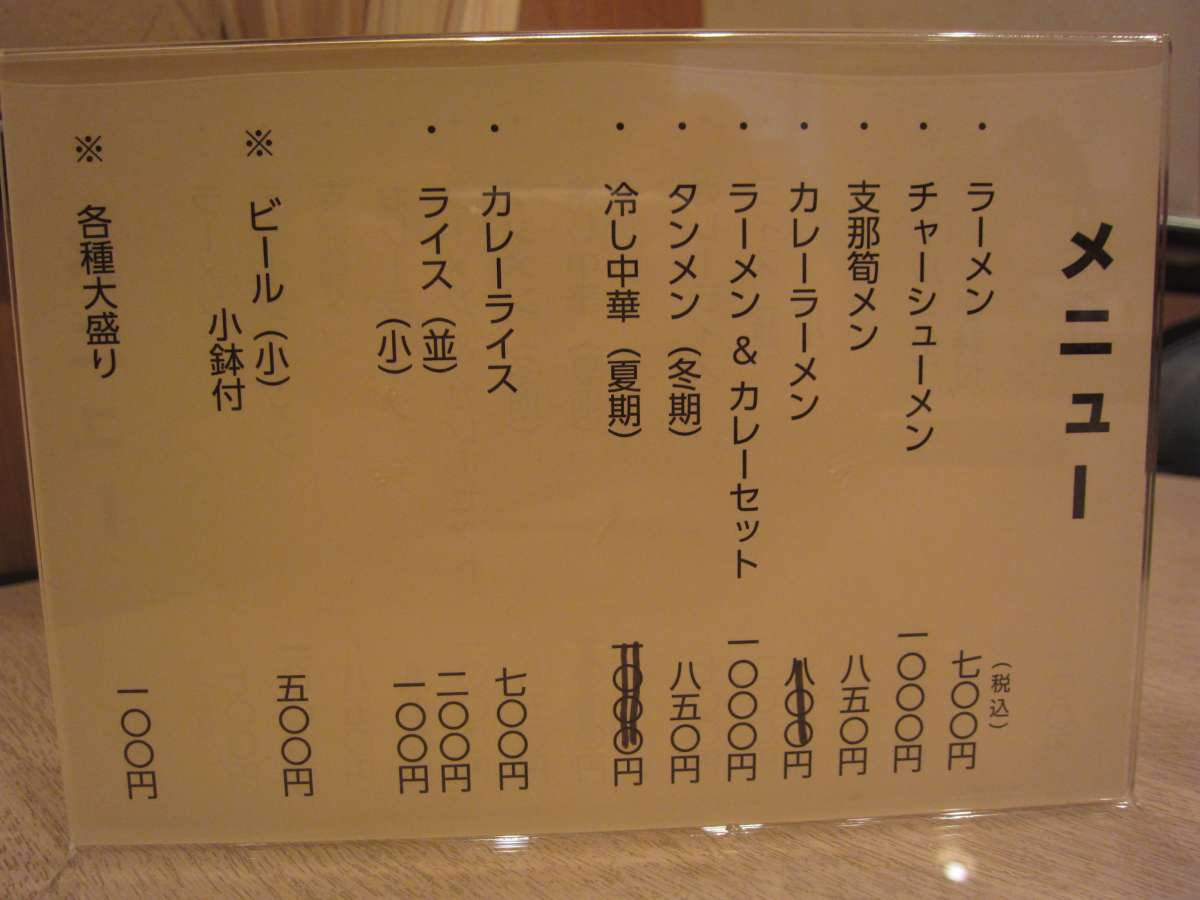 メニュー
(税込)
・ラーメン 七〇〇円
・チャーシューメン 一〇〇〇円
・支那筍メン 八五〇円
・カレーラーメン 八〇〇円
・ラーメン & カレーセット 一〇〇〇円
・タンメン(冬期) 八五〇円
・冷し中華(夏期) 一〇〇〇円
・カレーライス 七〇〇円
・ライス(並) 二〇〇円
(小) 一〇〇円
※ ビール(小) 五〇〇円
小鉢付
※ 各種大盛り 一〇〇円